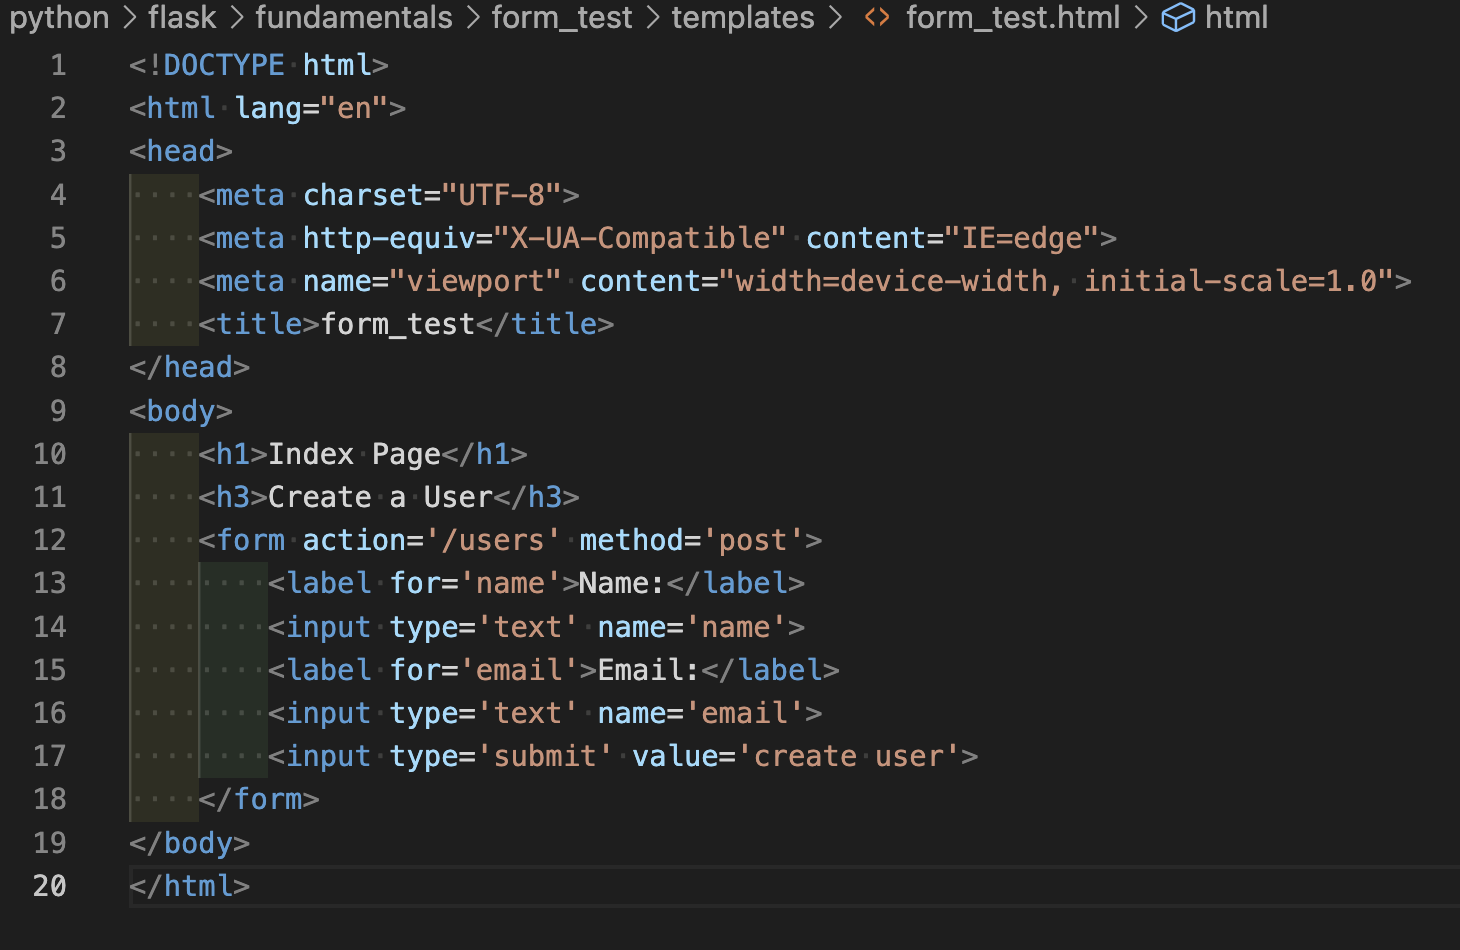 python > flask > fundamentals > form_test > templates > <> form_test.html > html
1 <!DOCTYPE html>
2 <html lang="en">
3 <head>
4     <meta charset="UTF-8">
5     <meta http-equiv="X-UA-Compatible" content="IE=edge">
6     <meta name="viewport" content="width=device-width, initial-scale=1.0">
7     <title>form_test</title>
8 </head>
9 <body>
10     <h1>Index Page</h1>
11     <h3>Create a User</h3>
12     <form action='/users' method='post'>
13         <label for='name'>Name:</label>
14         <input type='text' name='name'>
15         <label for='email'>Email:</label>
16         <input type='text' name='email'>
17         <input type='submit' value='create user'>
18     </form>
19 </body>
20 </html>